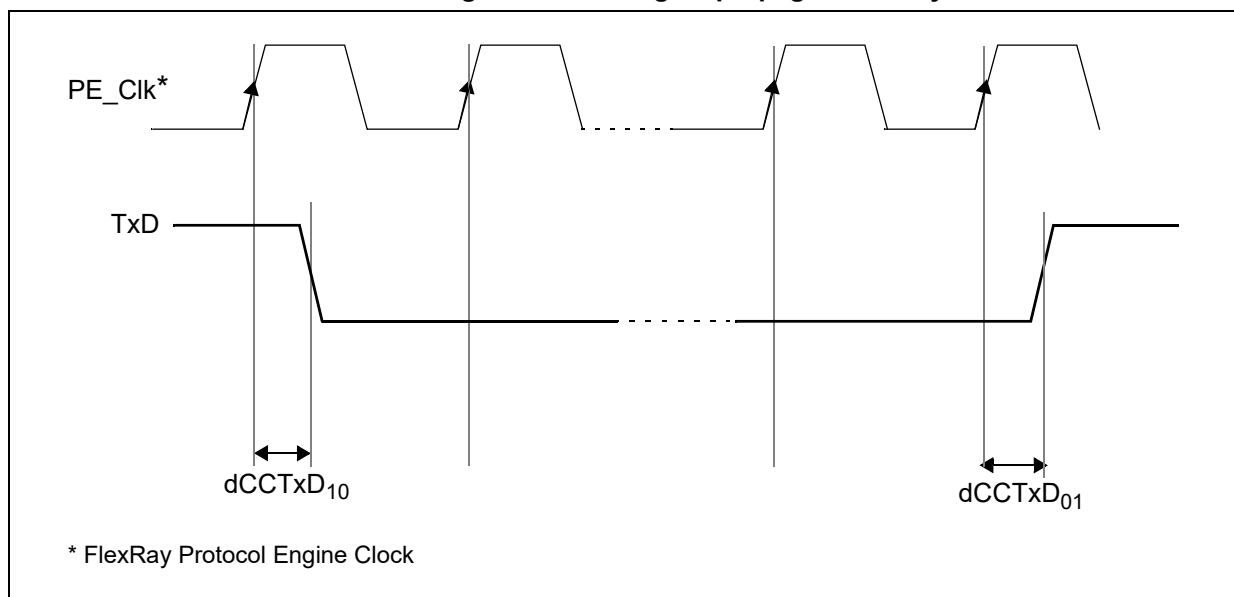 PE_Clk*
TxD
dCCTxD10
dCCTxD01
* FlexRay Protocol Engine Clock